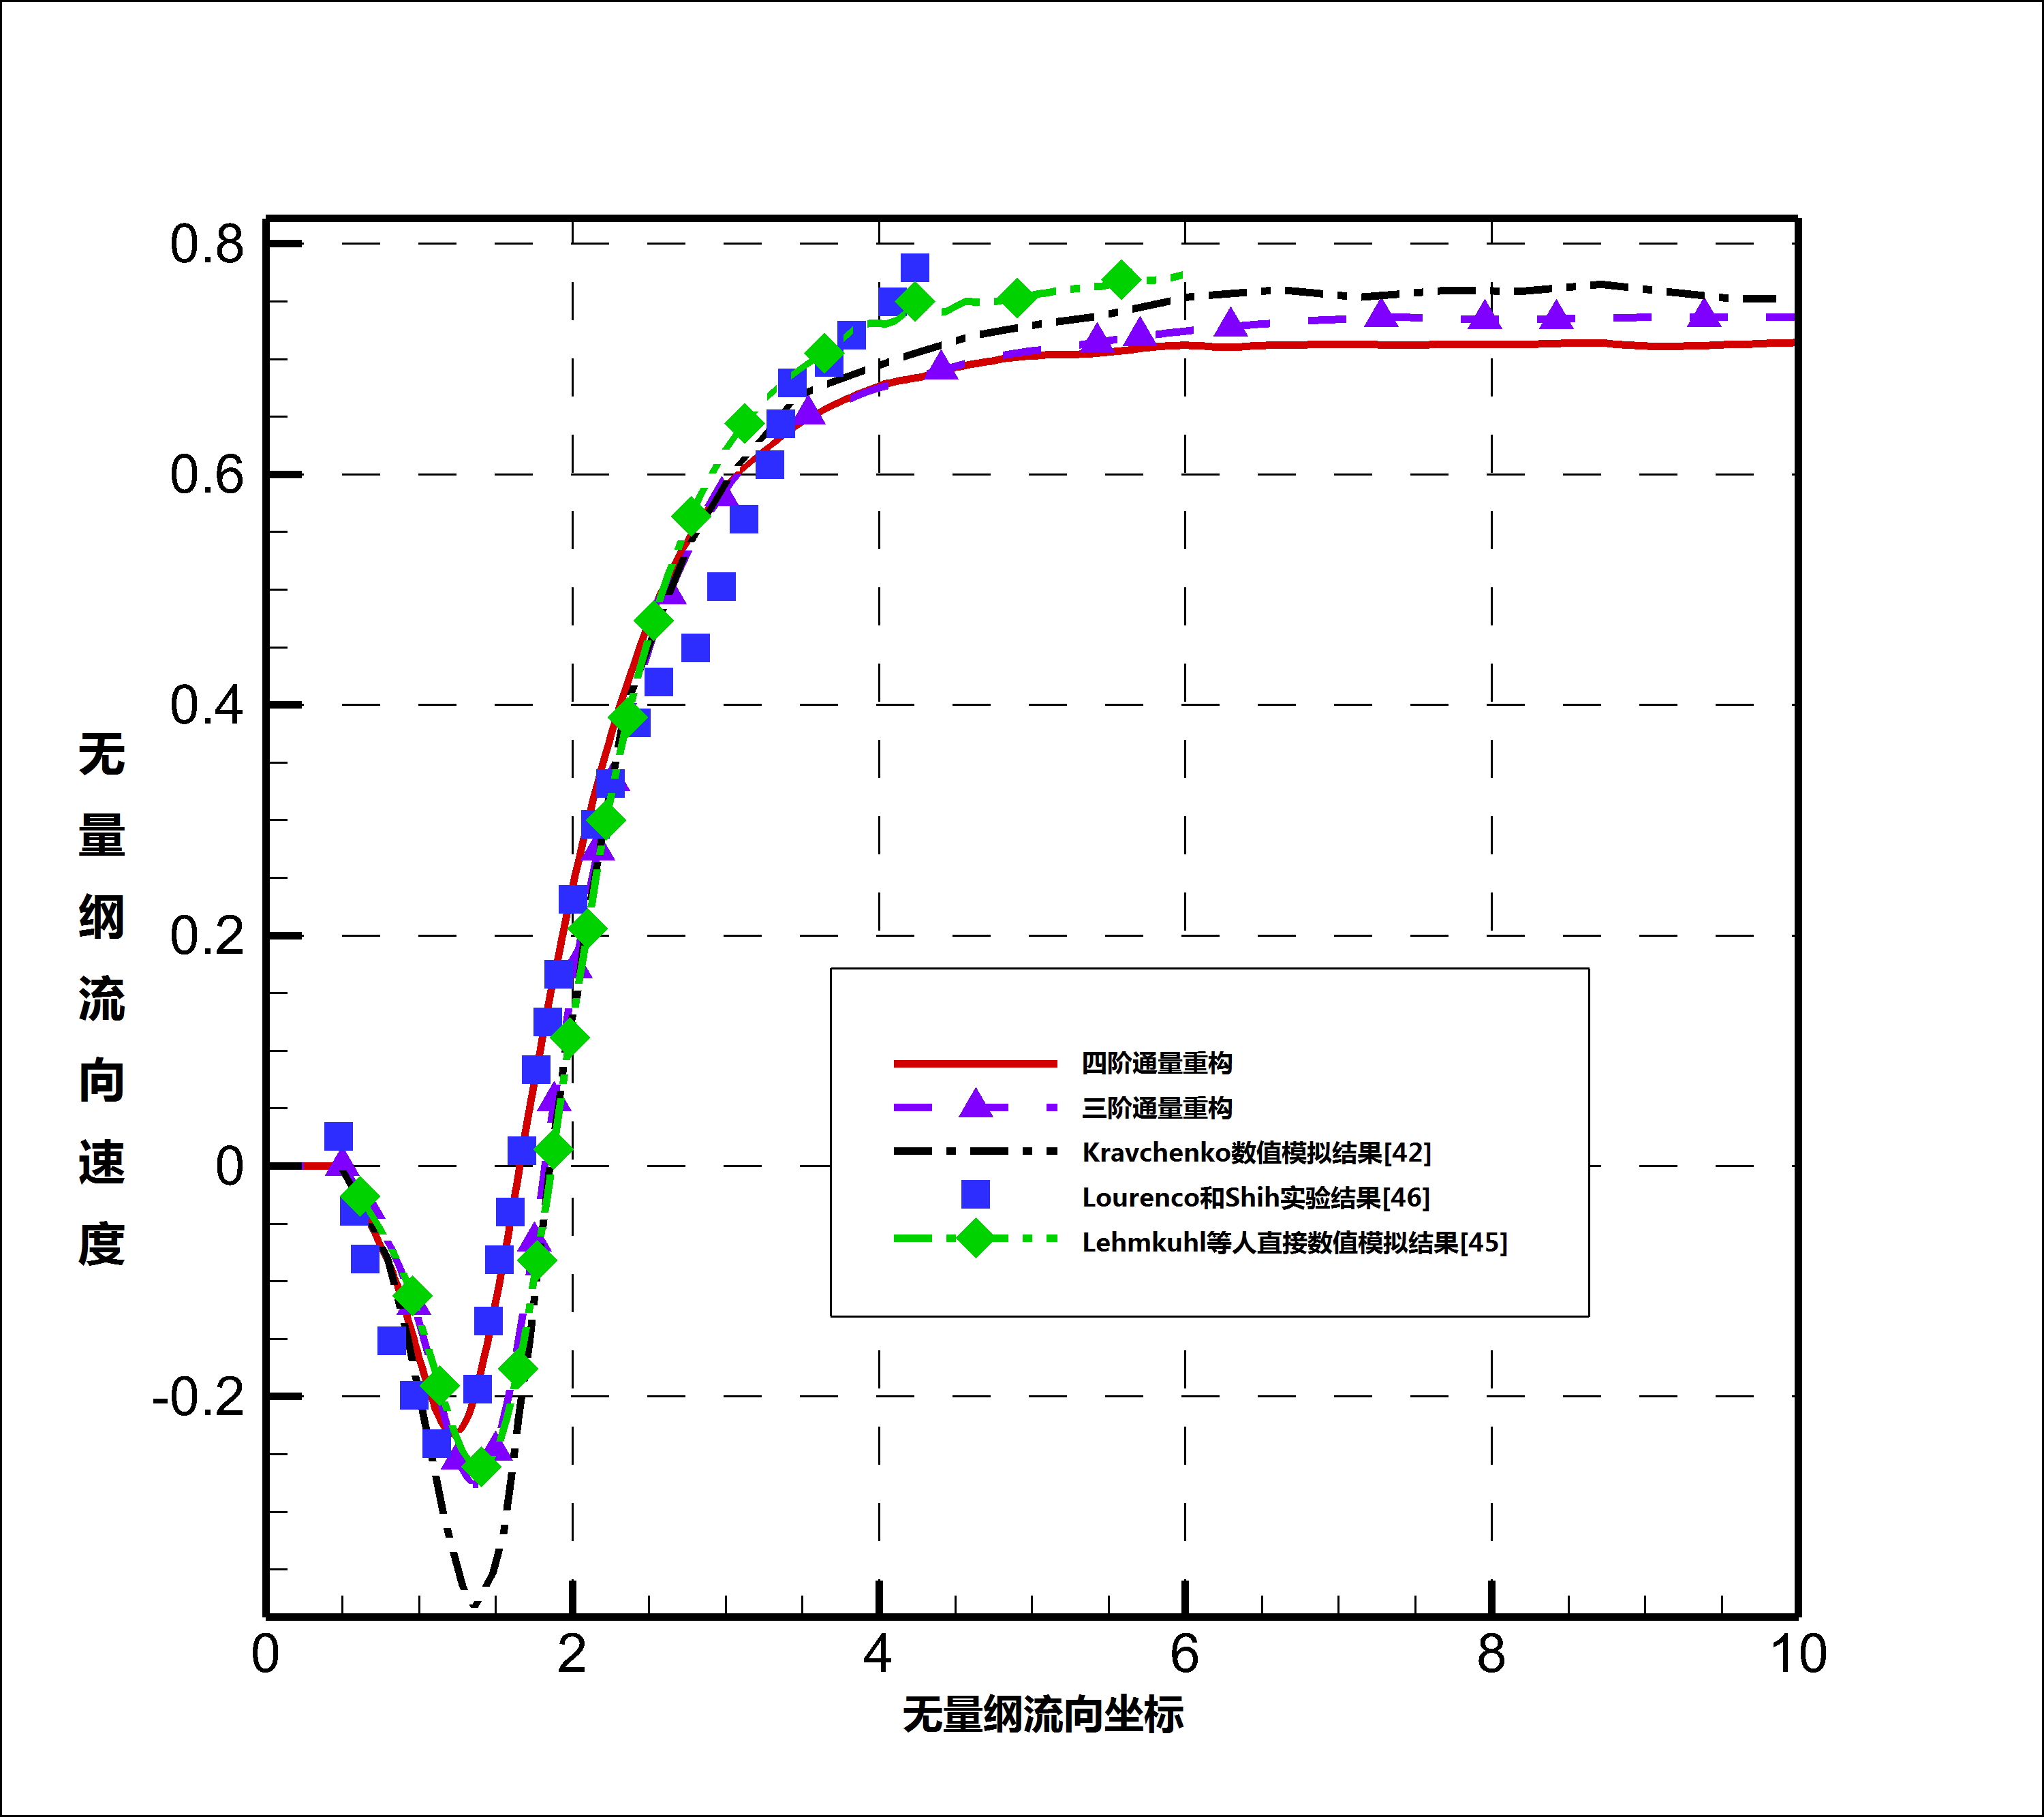 0.8
0.6
0.4
0.2
0
-0.2
无量纲流向速度
四阶通量重构
三阶通量重构
Kravchenko数值模拟结果[42]
Lourenco和Shih实验结果[46]
Lehmkuhl等人直接数值模拟结果[45]
0 2 4 6 8 10
无量纲流向坐标